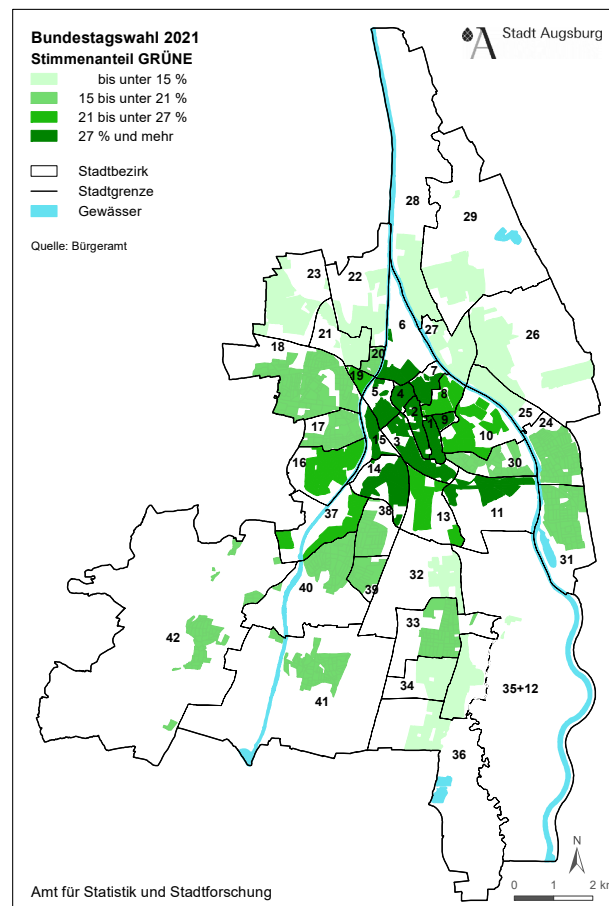 Bundestagswahl 2021
Stimmenanteil GRÜNE
bis unter 15 %
15 bis unter 21 %
21 bis unter 27 %
27 % und mehr
Stadtbezirk
Stadtgrenze
Gewässer
Quelle: Bürgeramt
Stadt Augsburg
28
29
23
22
6
27
21
26
18
20
7
19
5
4
8
2
25
24
1
9
17
10
15
3
16
14
30
37
38
13
11
31
32
40
39
33
42
41
34
35+12
36
N
0 1 2 km
Amt für Statistik und Stadtforschung